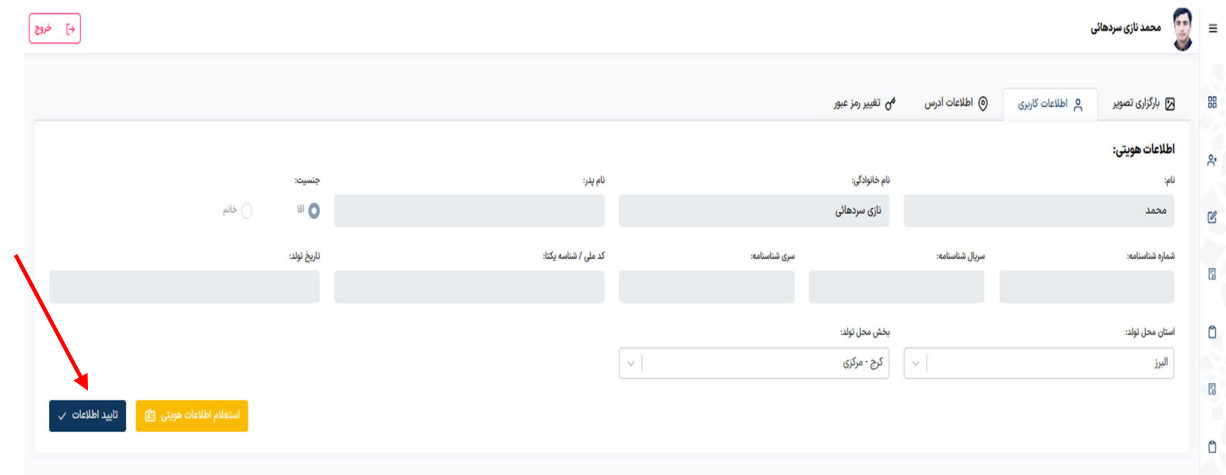 محمد نازی سردهائی
خروج
بارگزاری تصویر
اطلاعات کاربری
اطلاعات آدرس
تغییر رمز عبور
اطلاعات هویتی:
نام:
نام خانوادگی:
نام پدر:
جنسیت:
محمد
نازی سردهائی
آقا
خانم
شماره شناسنامه:
سریال شناسنامه:
سری شناسنامه:
کد ملی / شناسه یکتا:
تاریخ تولد:
استان محل تولد:
بخش محل تولد:
البرز
کرج - مرکزی
استعلام اطلاعات هویتی
تایید اطلاعات